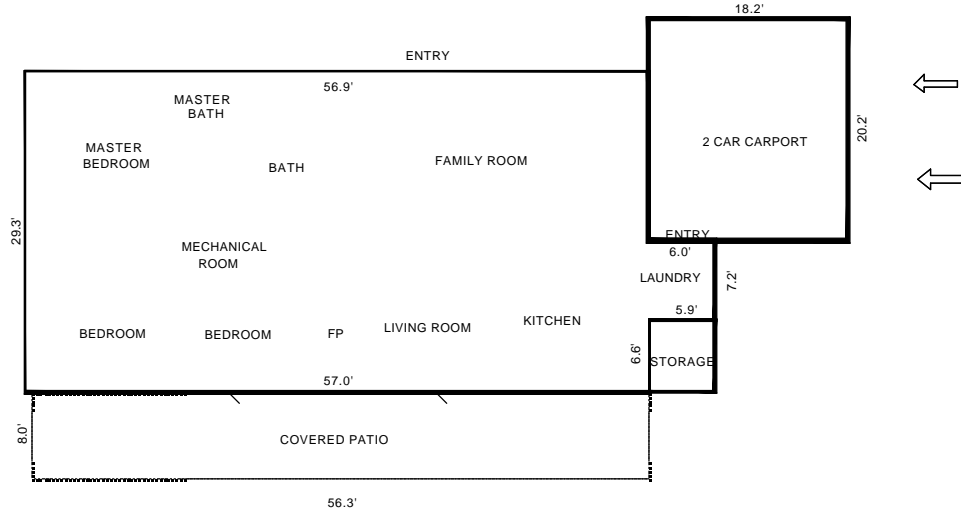 18.2'
ENTRY
56.9'
MASTER
BATH
20.2'
2 CAR CARPORT
MASTER
BEDROOM
BATH
FAMILY ROOM
29.3'
ENTRY
6.0'
MECHANICAL
ROOM
LAUNDRY
7.2'
5.9'
BEDROOM
BEDROOM
FP
LIVING ROOM
KITCHEN
6.6'
STORAGE
57.0'
8.0'
COVERED PATIO
56.3'